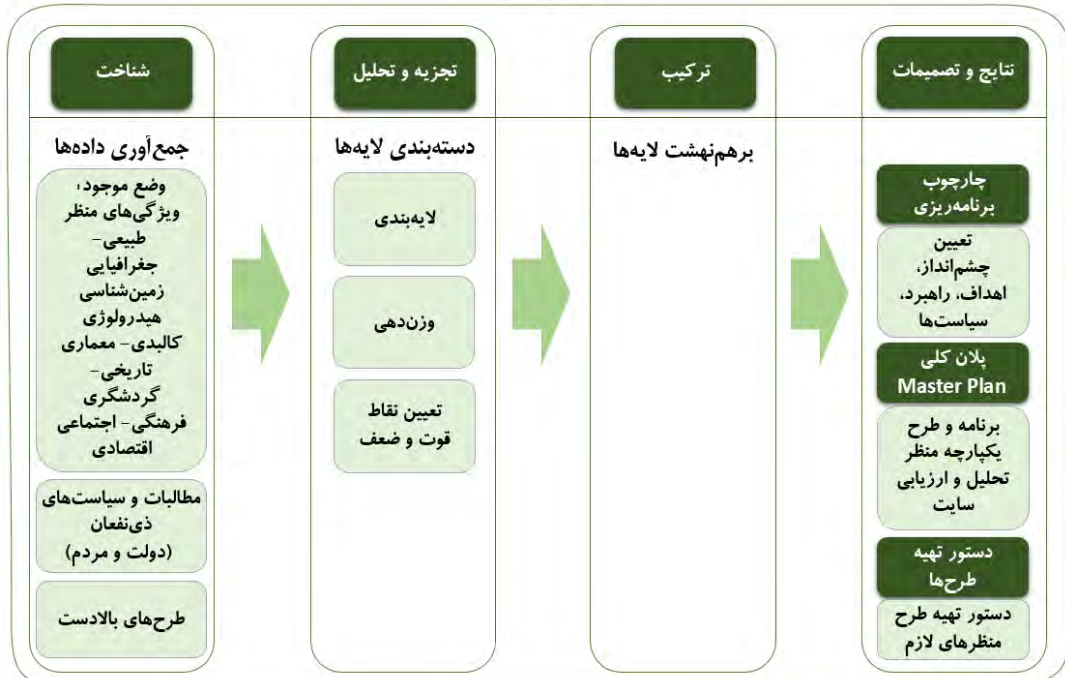 شناخت
جمع‌آوری داده‌ها
وضع موجود؛
ویژگی‌های منظر
طبیعی-
جغرافیایی
زمین‌شناسی
هیدرولوژی
کالبدی- معماری
تاریخی-
گردشگری
فرهنگی- اجتماعی
اقتصادی
مطالبات و سیاست‌های
ذی‌نفعان
(دولت و مردم)
طرح‌های بالادست
تجزیه و تحلیل
دسته‌بندی لایه‌ها
لایه‌بندی
وزن‌دهی
تعیین نقاط
قوت و ضعف
ترکیب
برهم‌نهشت لایه‌ها
نتایج و تصمیمات
چارچوب
برنامه‌ریزی
تعیین
چشم‌انداز،
اهداف، راهبرد،
سیاست‌ها
پلان کلی
Master Plan
برنامه و طرح
یکپارچه منظر
تحلیل و ارزیابی
سایت
دستور تهیه
طرح‌ها
دستور تهیه طرح
منظرهای لازم